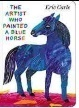 THE
ARTIST
WHO
PAINTED
A BLUE
HORSE
Eric Carle